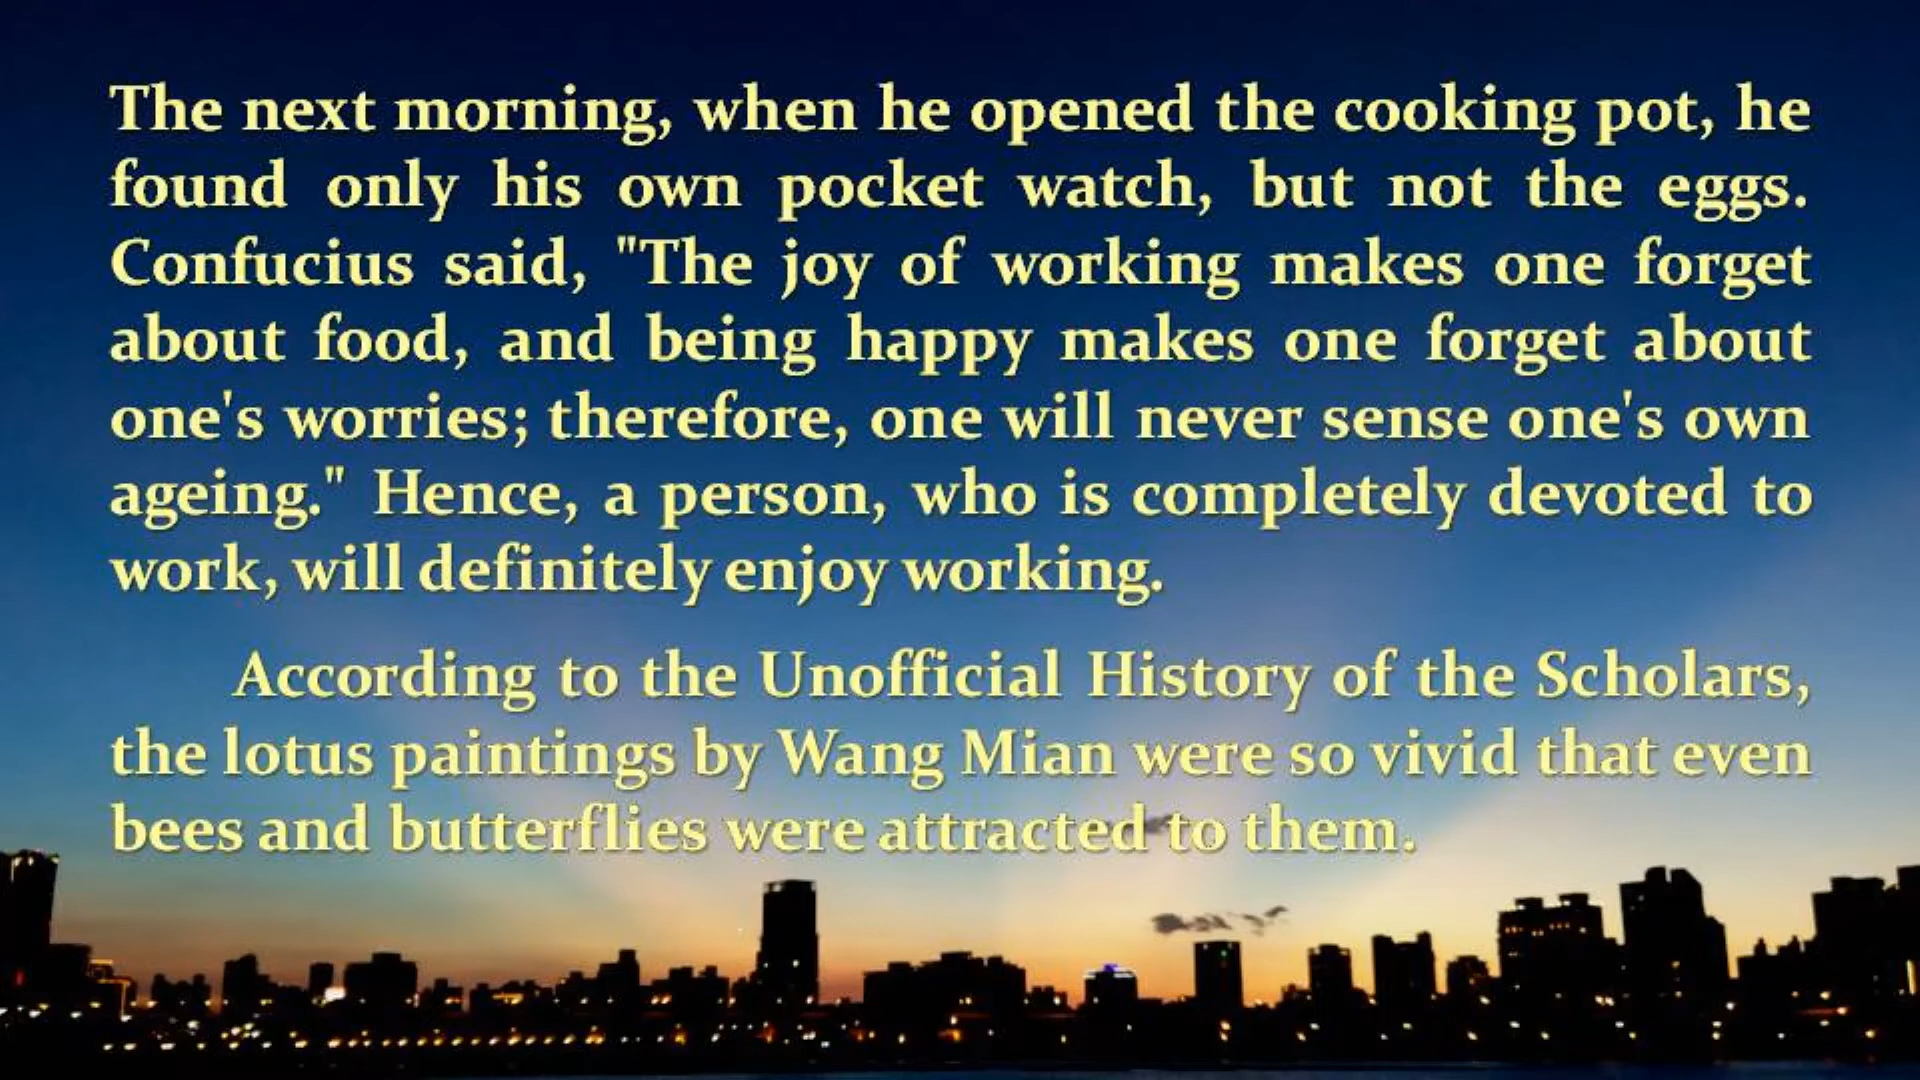 The next morning, when he opened the cooking pot, he
found only his own pocket watch, but not the eggs.
Confucius said, "The joy of working makes one forget
about food, and being happy makes one forget about
one's worries; therefore, one will never sense one's own
ageing." Hence, a person, who is completely devoted to
work, will definitely enjoy working.
According to the Unofficial History of the Scholars,
the lotus paintings by Wang Mian were so vivid that even
bees and butterflies were attracted to them.